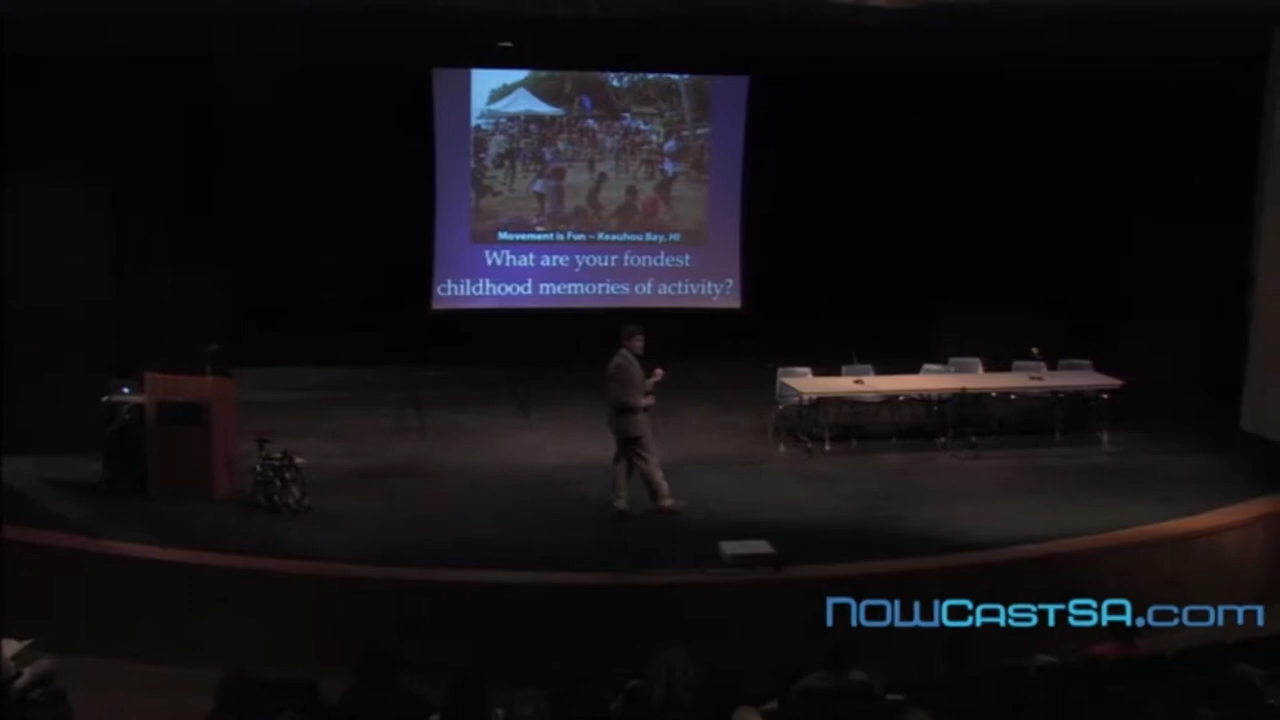 Movement is Fun – Keauhou Bay, HI
What are your fondest
childhood memories of activity?
NOWCastSA.com